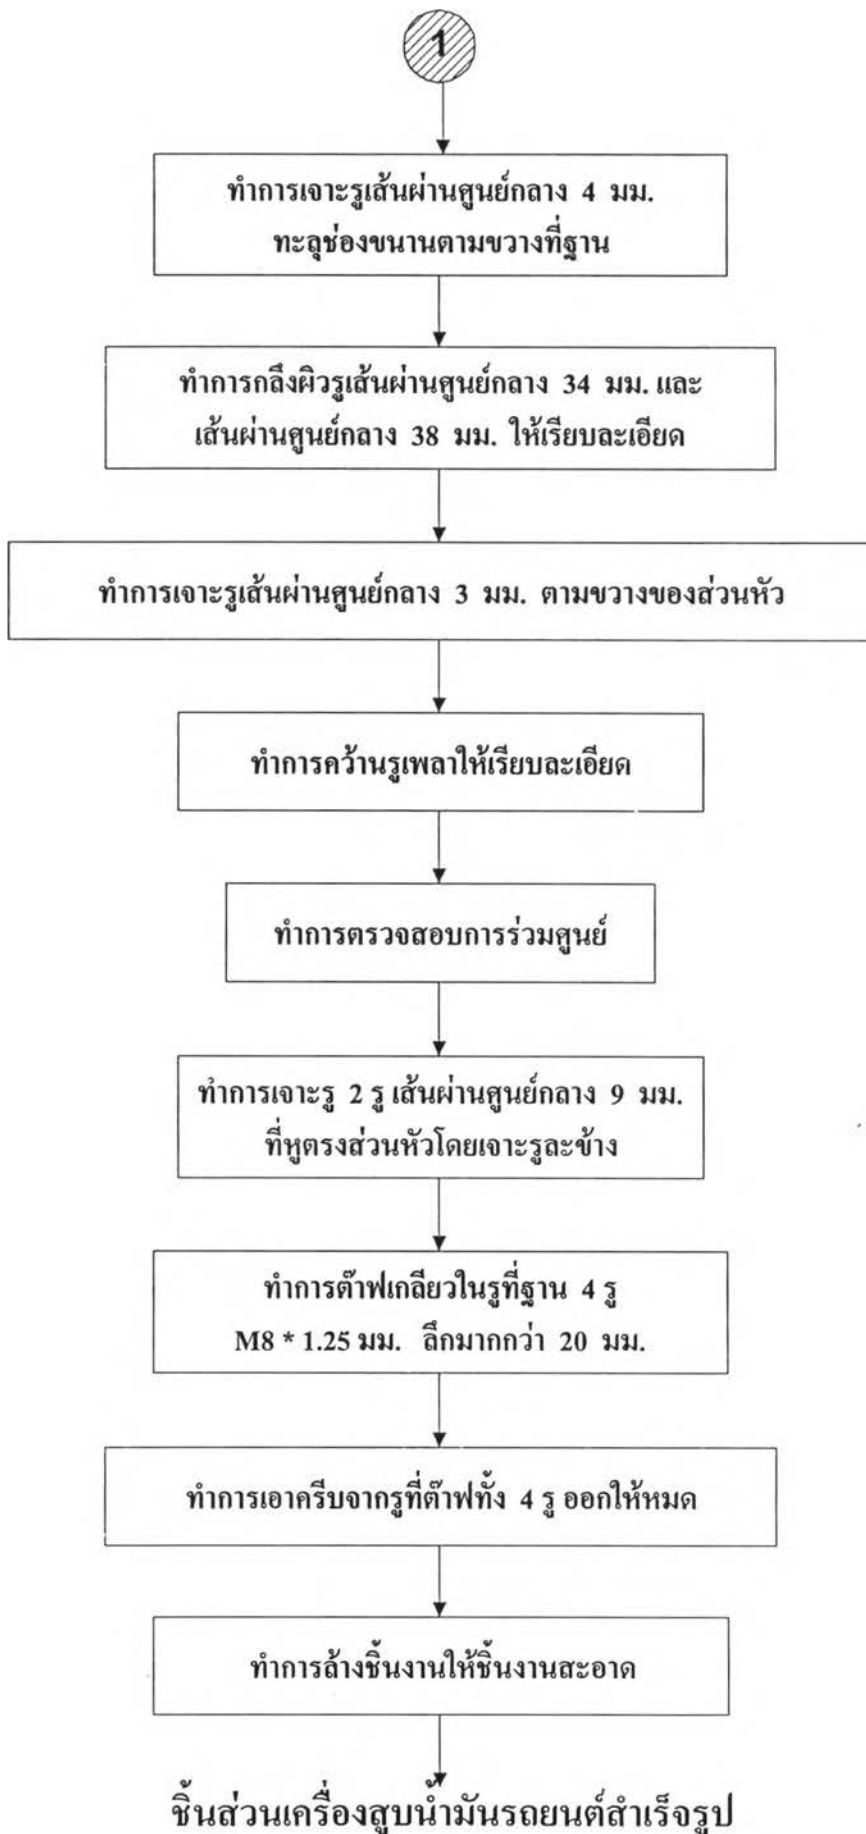 1
ทำการเจาะรูเส้นผ่านศูนย์กลาง 4 มม.
ทะลุช่องขนานตามขวางที่ฐาน
ทำการกลึงผิวรูเส้นผ่านศูนย์กลาง 34 มม. และ
เส้นผ่านศูนย์กลาง 38 มม. ให้เรียบละเอียด
ทำการเจาะรูเส้นผ่านศูนย์กลาง 3 มม. ตามขวางของส่วนหัว
ทำการคว้านรูเพลาให้เรียบละเอียด
ทำการตรวจสอบการร่วมศูนย์
ทำการเจาะรู 2 รู เส้นผ่านศูนย์กลาง 9 มม.
ที่หูตรงส่วนหัวโดยเจาะรูละข้าง
ทำการต๊าฟเกลียวในรูที่ฐาน 4 รู
M8 * 1.25 มม. ลึกมากกว่า 20 มม.
ทำการเอาครีบจากรูที่ต๊าฟทั้ง 4 รู ออกให้หมด
ทำการล้างชิ้นงานให้ชิ้นงานสะอาด
ชิ้นส่วนเครื่องสูบน้ำมันรถยนต์สำเร็จรูป